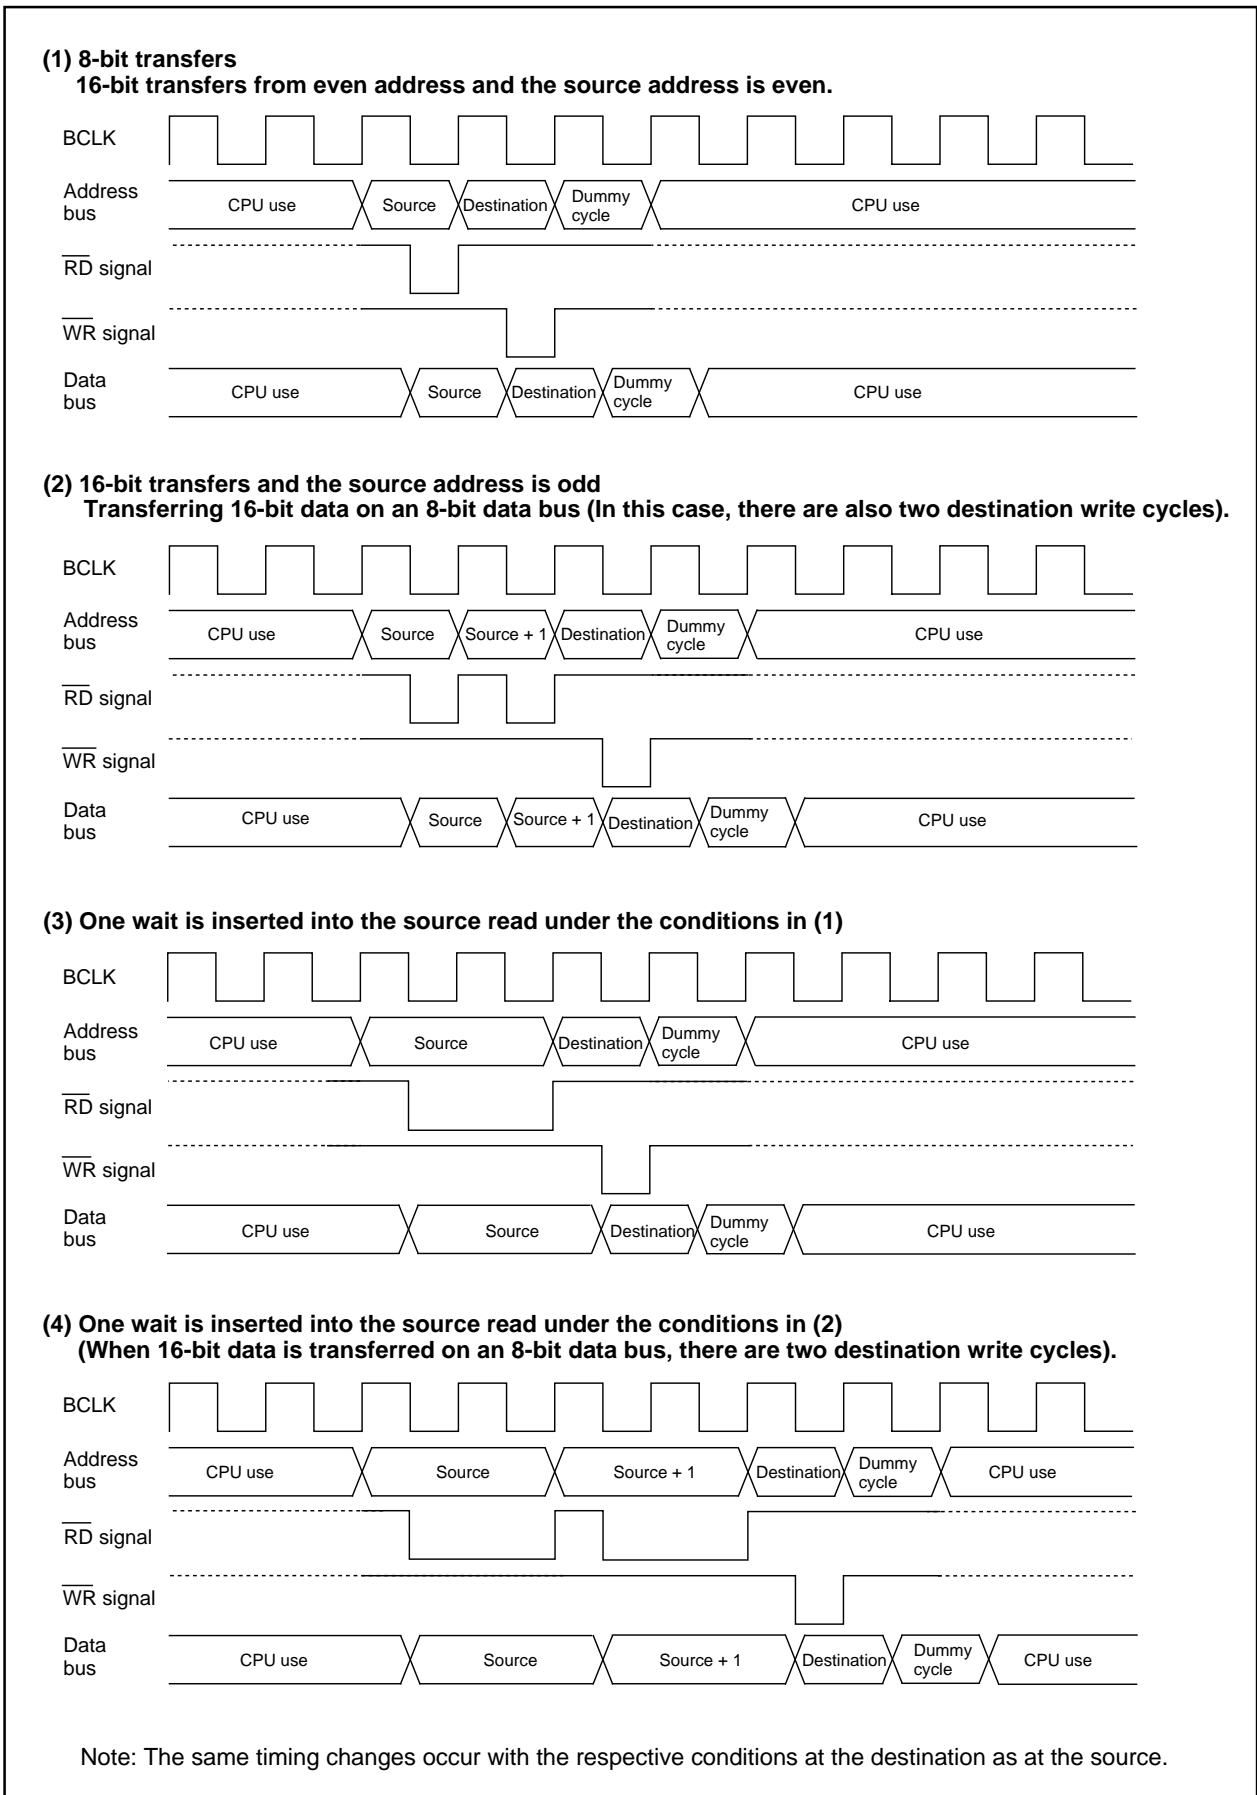 (1) 8-bit transfers
16-bit transfers from even address and the source address is even.
BCLK
Address
bus
CPU use
Source
Destination
Dummy
cycle
CPU use
RD signal
WR signal
Data
bus
CPU use
Source
Destination
Dummy
cycle
CPU use
(2) 16-bit transfers and the source address is odd
Transferring 16-bit data on an 8-bit data bus (In this case, there are also two destination write cycles).
BCLK
Address
bus
CPU use
Source
Source + 1
Destination
Dummy
cycle
CPU use
RD signal
WR signal
Data
bus
CPU use
Source
Source + 1
Destination
Dummy
cycle
CPU use
(3) One wait is inserted into the source read under the conditions in (1)
BCLK
Address
bus
CPU use
Source
Destination
Dummy
cycle
CPU use
RD signal
WR signal
Data
bus
CPU use
Source
Destination
Dummy
cycle
CPU use
(4) One wait is inserted into the source read under the conditions in (2)
(When 16-bit data is transferred on an 8-bit data bus, there are two destination write cycles).
BCLK
Address
bus
CPU use
Source
Source + 1
Destination
Dummy
cycle
CPU use
RD signal
WR signal
Data
bus
CPU use
Source
Source + 1
Destination
Dummy
cycle
CPU use
Note: The same timing changes occur with the respective conditions at the destination as at the source.